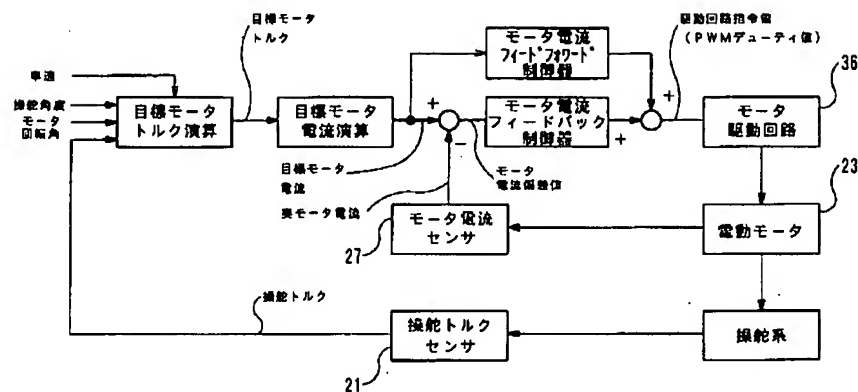 目標モータ
トルク
モータ電流
フィードフォワード
制御器
駆動回路指令値
(PWMデューティ値)
36
車速
操舵角度
モータ
回転角
目標モータ
トルク演算
目標モータ
電流演算
+
−
モータ電流
フィードバック
制御器
+
+
モータ
駆動回路
目標モータ
電流
モータ
電流偏差値
23
実モータ電流
モータ電流
センサ
27
電動モータ
操舵トルク
操舵トルク
センサ
21
操舵系